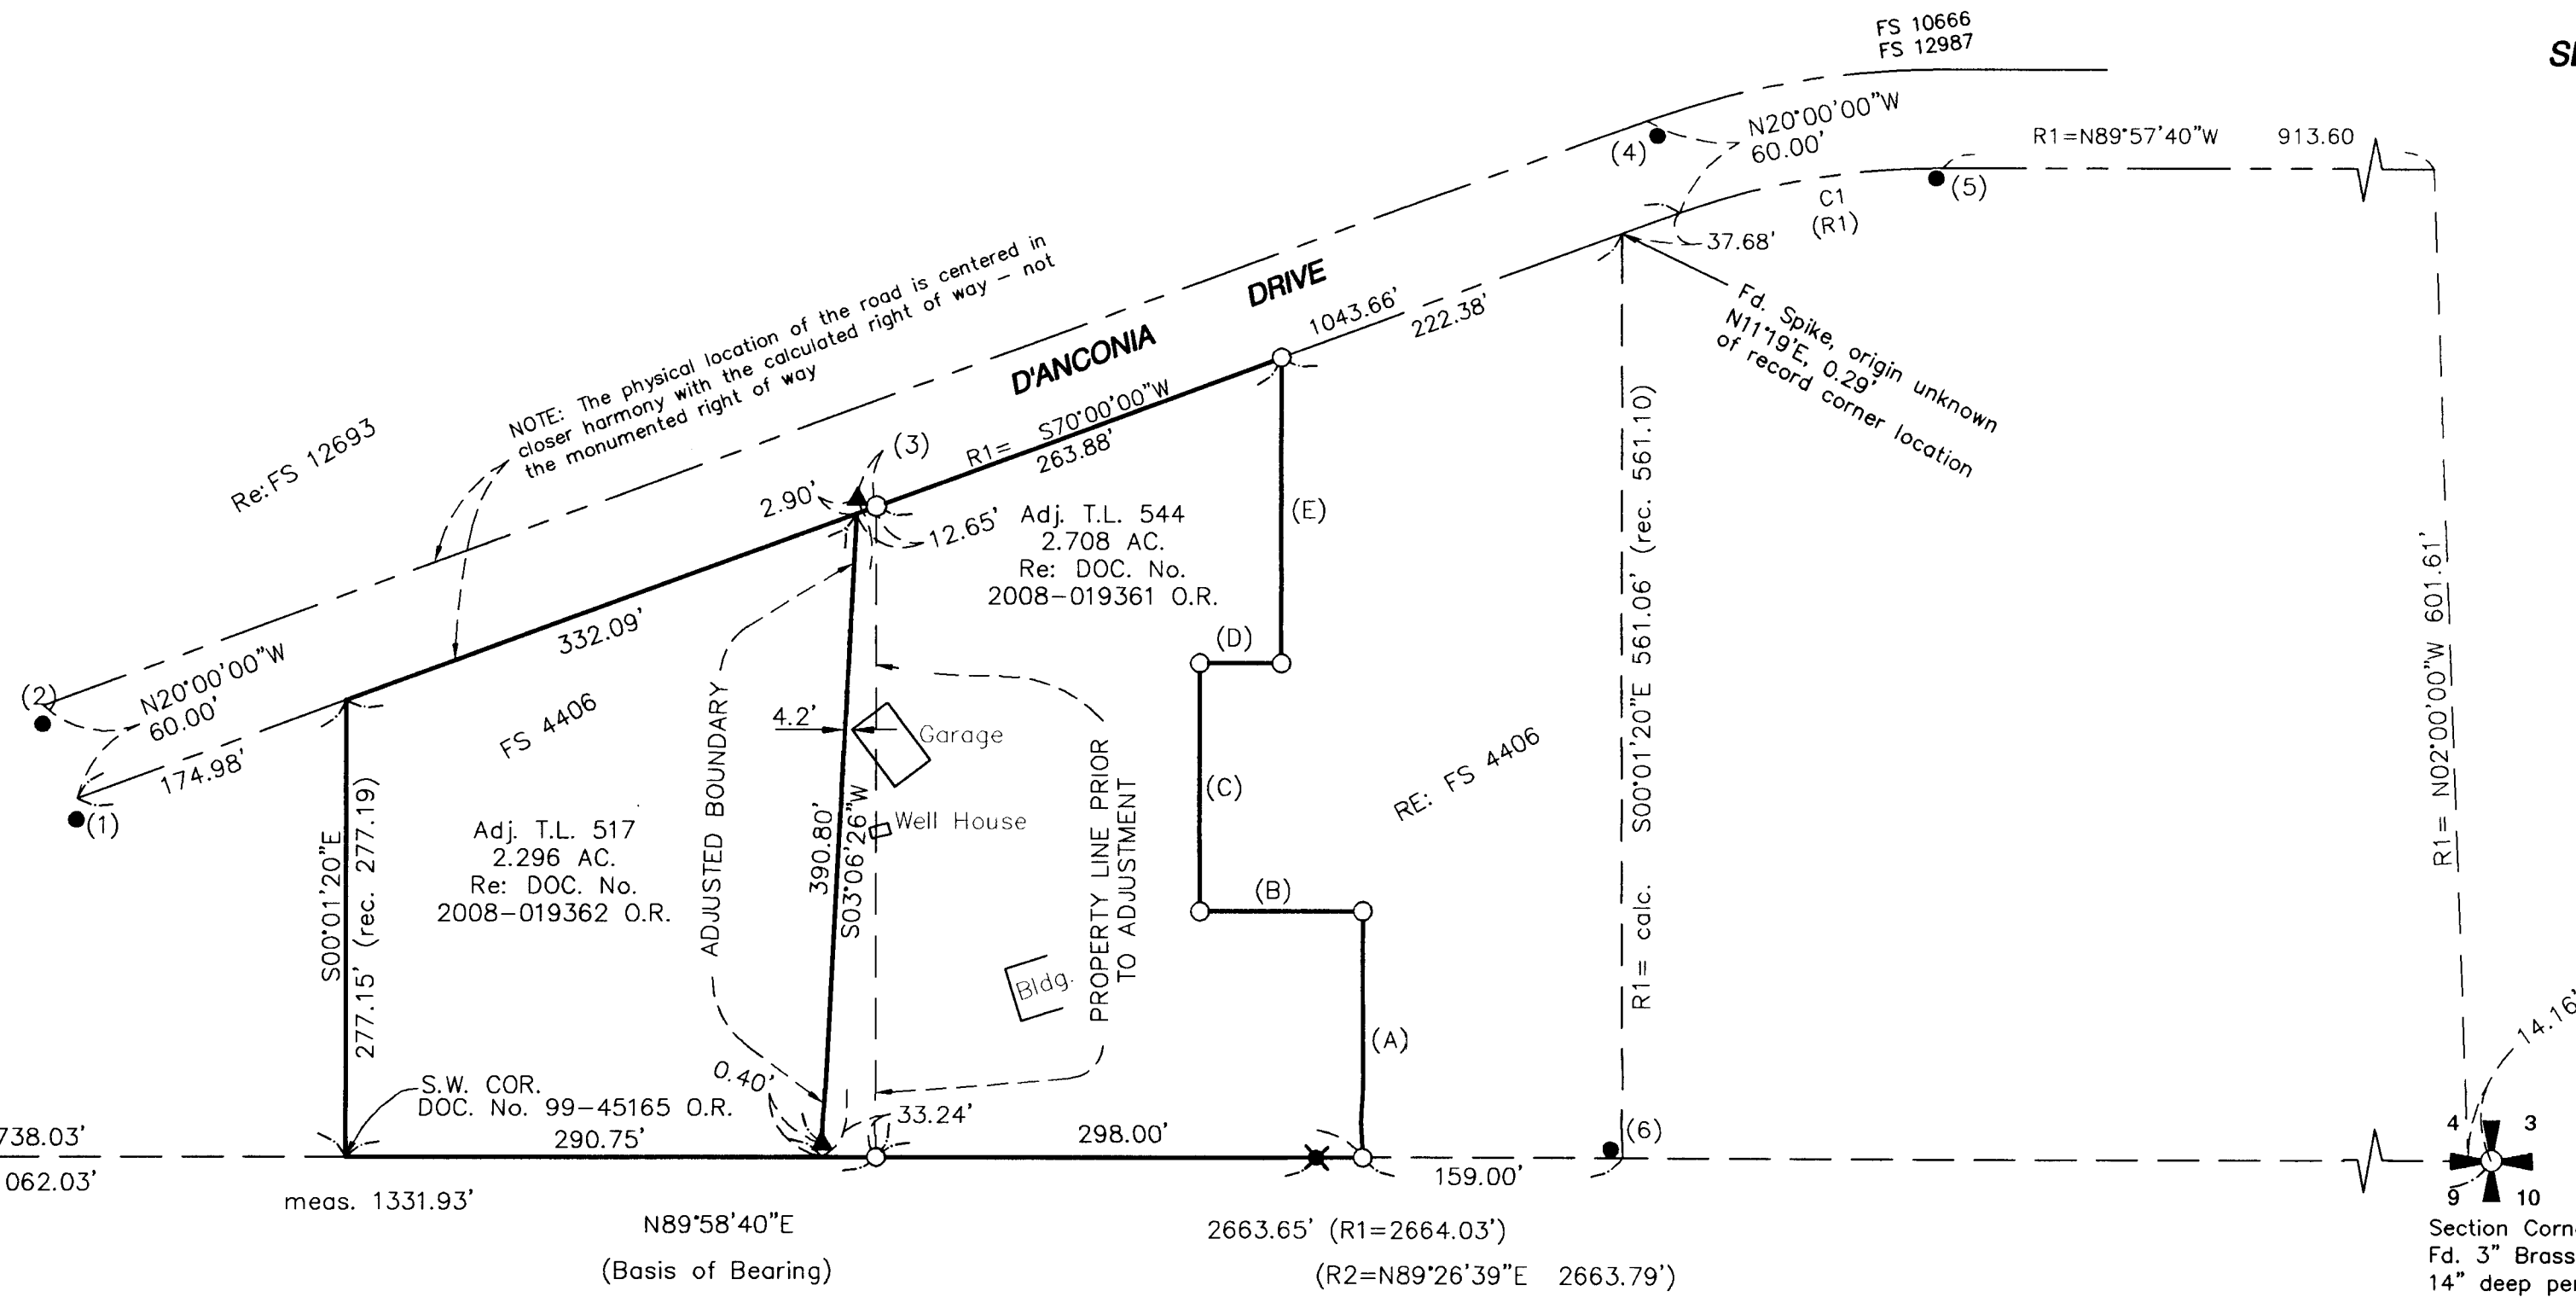 FS 10666
FS 12987
N20°00'00"W
60.00'
R1=N89°57'40"W 913.60
(4)
(5)
C1
(R1)
37.68'
Fd. Spike, origin unknown
N11°19'E, 0.29'
of record corner location
NOTE: The physical location of the road is centered in
closer harmony with the calculated right of way – not
the monumented right of way
D'ANCONIA DRIVE
1043.66'
222.38'
Re: FS 12693
(3)
R1= S70°00'00"W
263.88'
2.90'
12.65'
Adj. T.L. 544
2.708 AC.
Re: DOC. No.
2008-019361 O.R.
(E)
(D)
(C)
(B)
(A)
332.09'
(2)
N20°00'00"W
60.00'
(1)
174.98'
FS 4406
4.2'
Garage
Well House
Bldg.
ADJUSTED BOUNDARY
390.80'
S03°06'26"W
PROPERTY LINE PRIOR
TO ADJUSTMENT
Adj. T.L. 517
2.296 AC.
Re: DOC. No.
2008-019362 O.R.
S00°01'20"E
277.15' (rec. 277.19)
RE: FS 4406
R1= calc. S00°01'20"E 561.06' (rec. 561.10)
R1= N02°00'00"W 601.61'
14.16'
S.W. COR.
DOC. No. 99-45165 O.R.
0.40'
33.24'
738.03'
290.75'
298.00'
(6)
062.03'
meas. 1331.93'
159.00'
4 3
9 10
N89°58'40"E
(Basis of Bearing)
2663.65' (R1=2664.03')
(R2=N89°26'39"E 2663.79')
Section Corn
Fd. 3" Brass
14" deep per